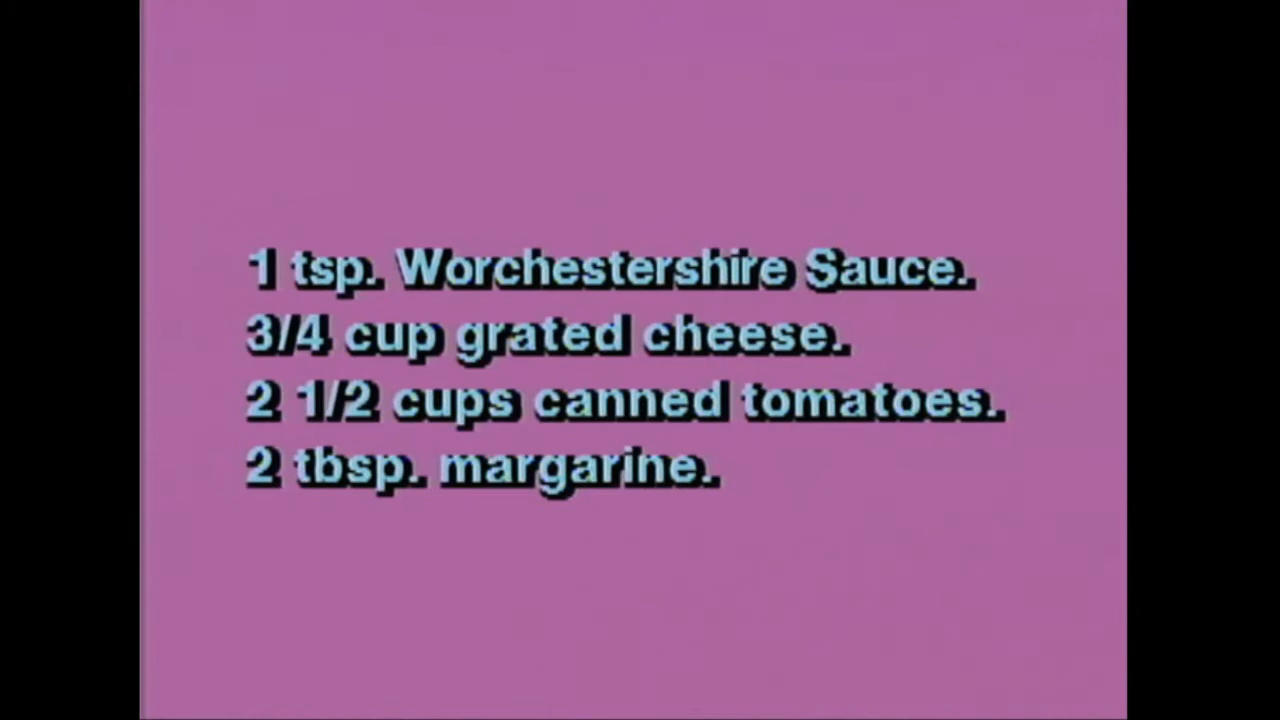 1 tsp. Worchestershire Sauce.
3/4 cup grated cheese.
2 1/2 cups canned tomatoes.
2 tbsp. margarine.